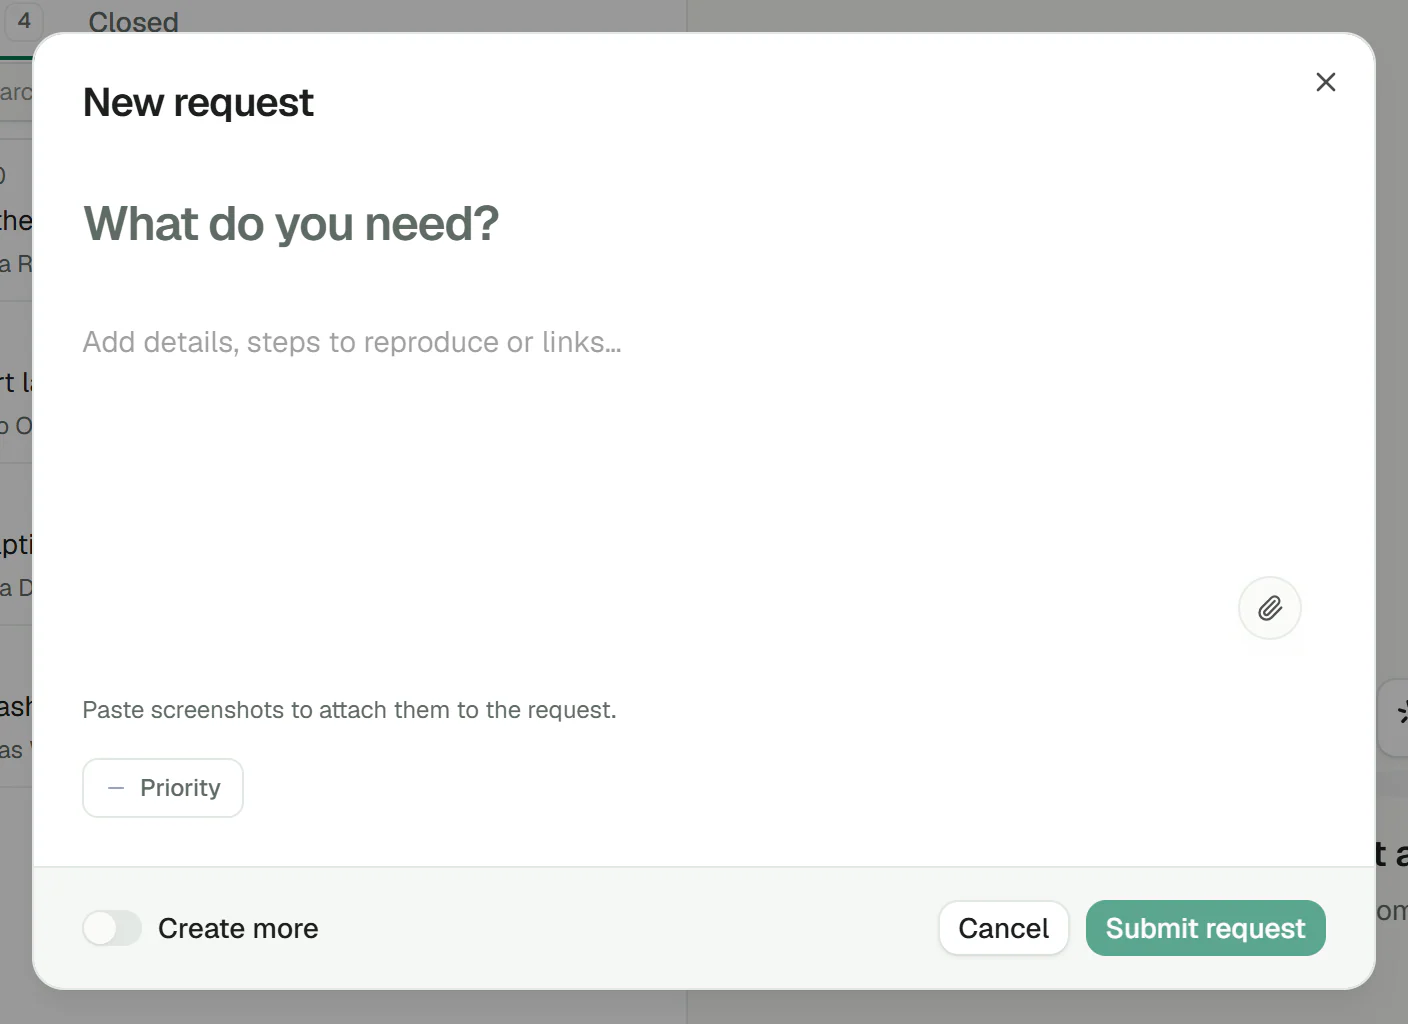 4 Closed
New request
What do you need?
Add details, steps to reproduce or links...
Paste screenshots to attach them to the request.
Priority
Create more
Cancel
Submit request